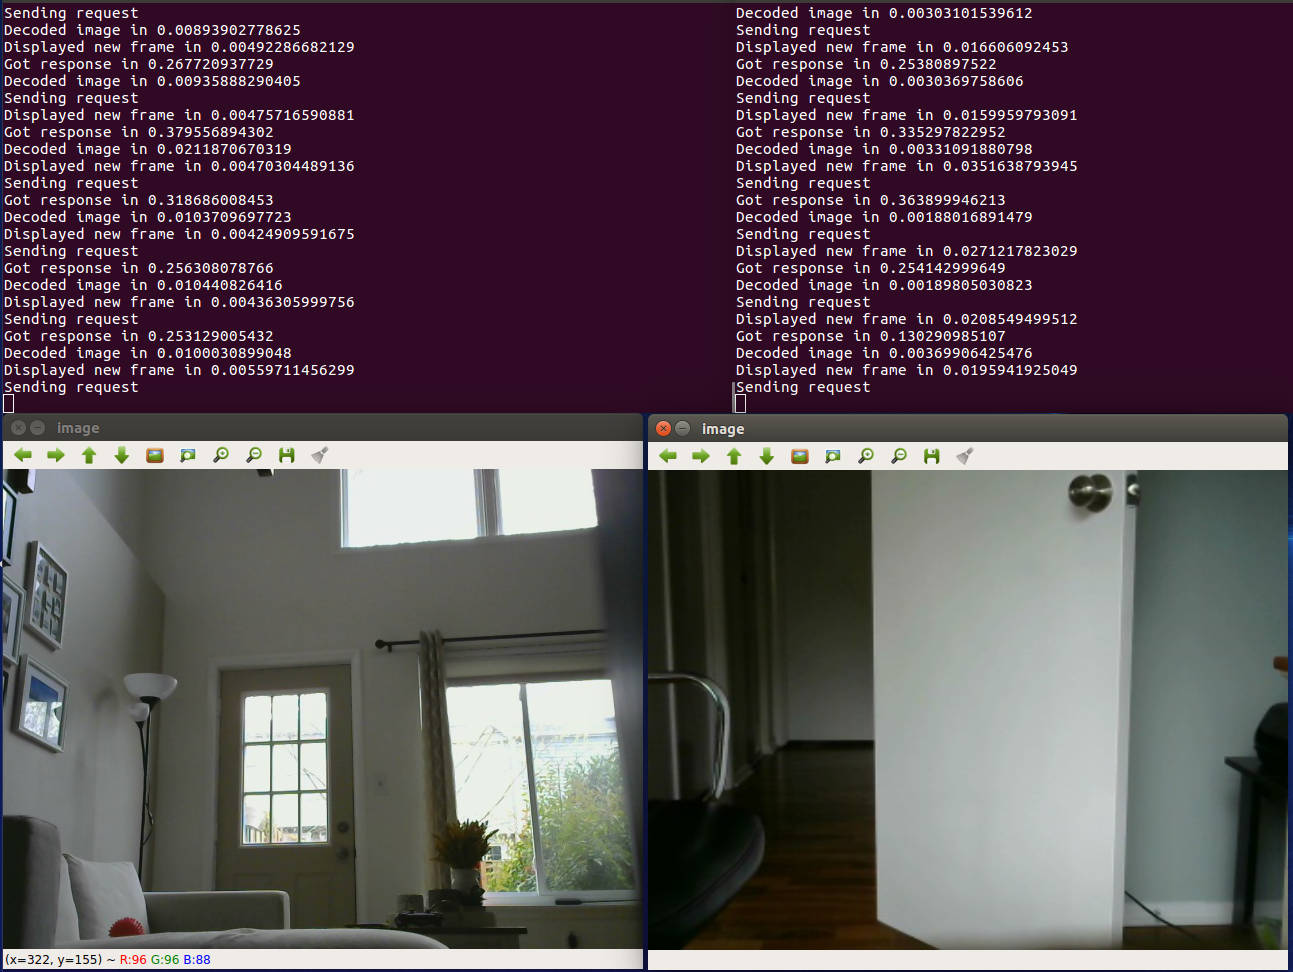 Sending request
Decoded image in 0.00893902778625
Displayed new frame in 0.00492286682129
Got response in 0.267720937729
Decoded image in 0.00935888290405
Sending request
Displayed new frame in 0.00475716590881
Got response in 0.379556894302
Decoded image in 0.0211870670319
Displayed new frame in 0.00470304489136
Sending request
Got response in 0.318686008453
Decoded image in 0.0103709697723
Displayed new frame in 0.00424909591675
Sending request
Got response in 0.256308078766
Decoded image in 0.010440826416
Displayed new frame in 0.00436305999756
Sending request
Got response in 0.253129005432
Decoded image in 0.0100030899048
Displayed new frame in 0.00559711456299
Sending request
Decoded image in 0.00303101539612
Sending request
Displayed new frame in 0.016606092453
Got response in 0.25380897522
Decoded image in 0.0030369758606
Sending request
Displayed new frame in 0.0159959793091
Got response in 0.335297822952
Decoded image in 0.00331091880798
Displayed new frame in 0.0351638793945
Sending request
Got response in 0.363899946213
Decoded image in 0.00188016891479
Sending request
Displayed new frame in 0.0271217823029
Got response in 0.254142999649
Decoded image in 0.00189805030823
Sending request
Displayed new frame in 0.0208549499512
Got response in 0.130290985107
Decoded image in 0.00369906425476
Displayed new frame in 0.0195941925049
Sending request
image
(x=322, y=155) ~ R:96 G:96 B:88
image